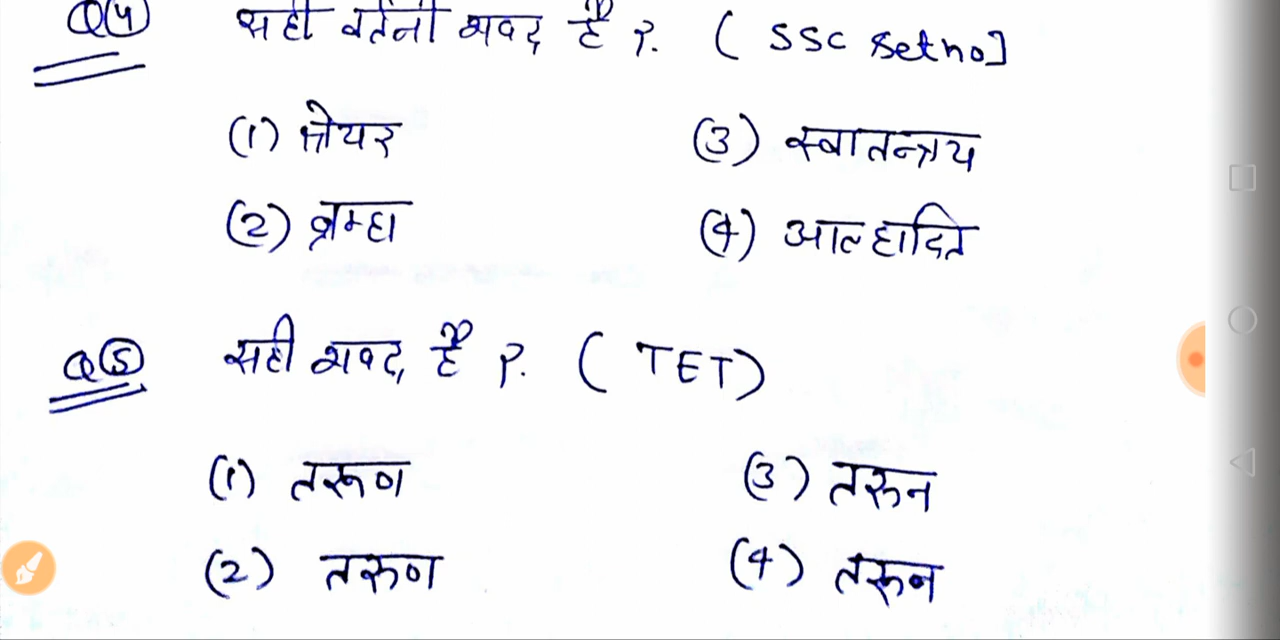 Q(4) सही वर्तनी शब्द है ?. ( SSC Set no]
(1) त्रेयर (3) स्वातन्त्रय
(2) ब्रम्हा (4) आल्हादित
Q(5) सही शब्द है ?. ( TET )
(1) तरूण (3) तरुन
(2) तरुण (4) तरून